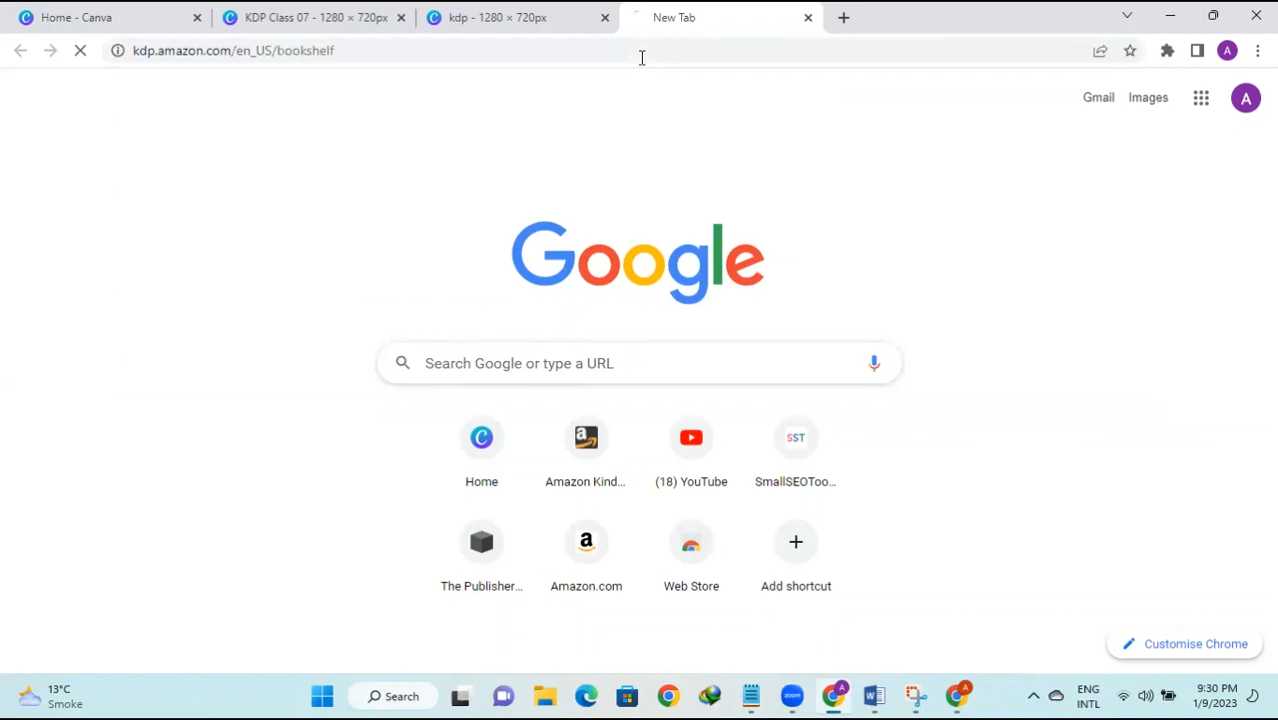 Home - Canva
KDP Class 07 - 1280 × 720px
kdp - 1280 × 720px
New Tab
kdp.amazon.com/en_US/bookshelf
A
Gmail
Images
A
Google
Search Google or type a URL
Home
Amazon Kind...
(18) YouTube
SST
SmallSEOToo...
The Publisher...
Amazon.com
Web Store
Add shortcut
Customise Chrome
13°C
Smoke
Search
zoom
A
A
ENG
INTL
9:30 PM
1/9/2023